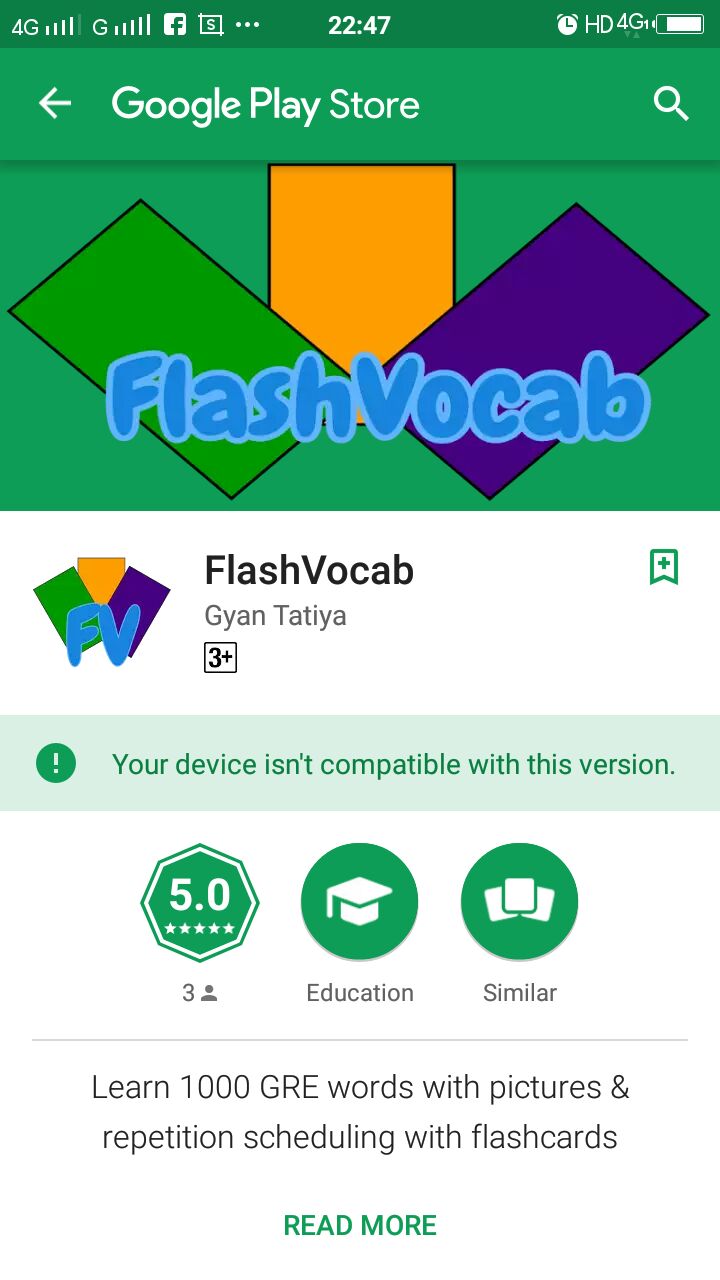 4G G S 22:47 HD 4G
Google Play Store
FlashVocab
FlashVocab
FV
Gyan Tatiya
3+
Your device isn't compatible with this version.
5.0
3 Education Similar
Learn 1000 GRE words with pictures &
repetition scheduling with flashcards
READ MORE